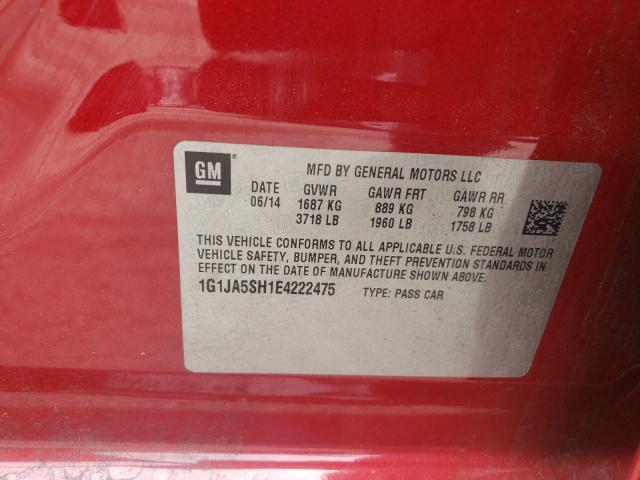 GM
MFD BY GENERAL MOTORS LLC
DATE GVWR GAWR FRT GAWR RR
06/14 1687 KG 889 KG 798 KG
3718 LB 1960 LB 1758 LB
THIS VEHICLE CONFORMS TO ALL APPLICABLE U.S. FEDERAL MOTOR
VEHICLE SAFETY, BUMPER, AND THEFT PREVENTION STANDARDS IN
EFFECT ON THE DATE OF MANUFACTURE SHOWN ABOVE.
1G1JA5SH1E4222475 TYPE: PASS CAR